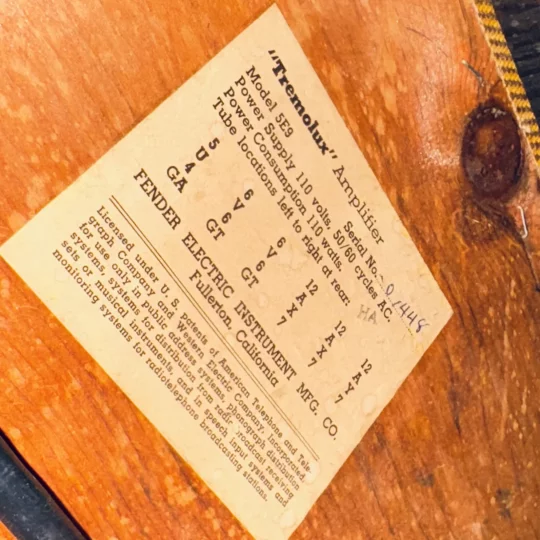 "Tremolux" Amplifier
Model 5E9 Serial No. 01448
Power Supply 110 volts, 50/60 cycles AC.
Power Consumption 110 watts. HA
Tube locations left to right at rear.
5 6 6 12 12 12
U V V A A A
4 6 6 X X Y
GA GT GT 7 7 7
FENDER ELECTRIC INSTRUMENT MFG. CO.
Fullerton, California
Licensed under U. S. patents of American Telephone and Tele-
graph Company and Western Electric Company, Incorporated,
for use only in public address systems, phonograph distribution
systems, systems for distribution from radio broadcast receiving
sets or musical instruments, and in speech input systems and
monitoring systems for radiotelephone broadcasting stations.